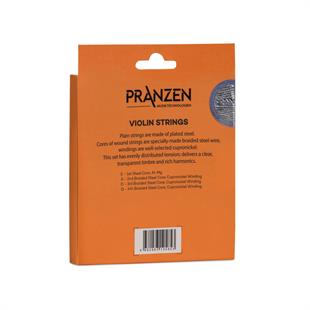 PRANZEN
VIOLIN STRINGS
Plain strings are made of plated steel.
Cores of wound strings are specially-made braided steel wire,
windings are well-selected cupronickel.
This set has evenly distributed tension; delivers a clear,
transparent timbre and rich harmonics.
E - 1st Steel Core,
A - 2nd Braided Steel Core, Cupronickel Winding
D - 3rd Braided Steel Core, Cupronickel Winding
G - 4th Braided Steel Core, Cupronickel Winding